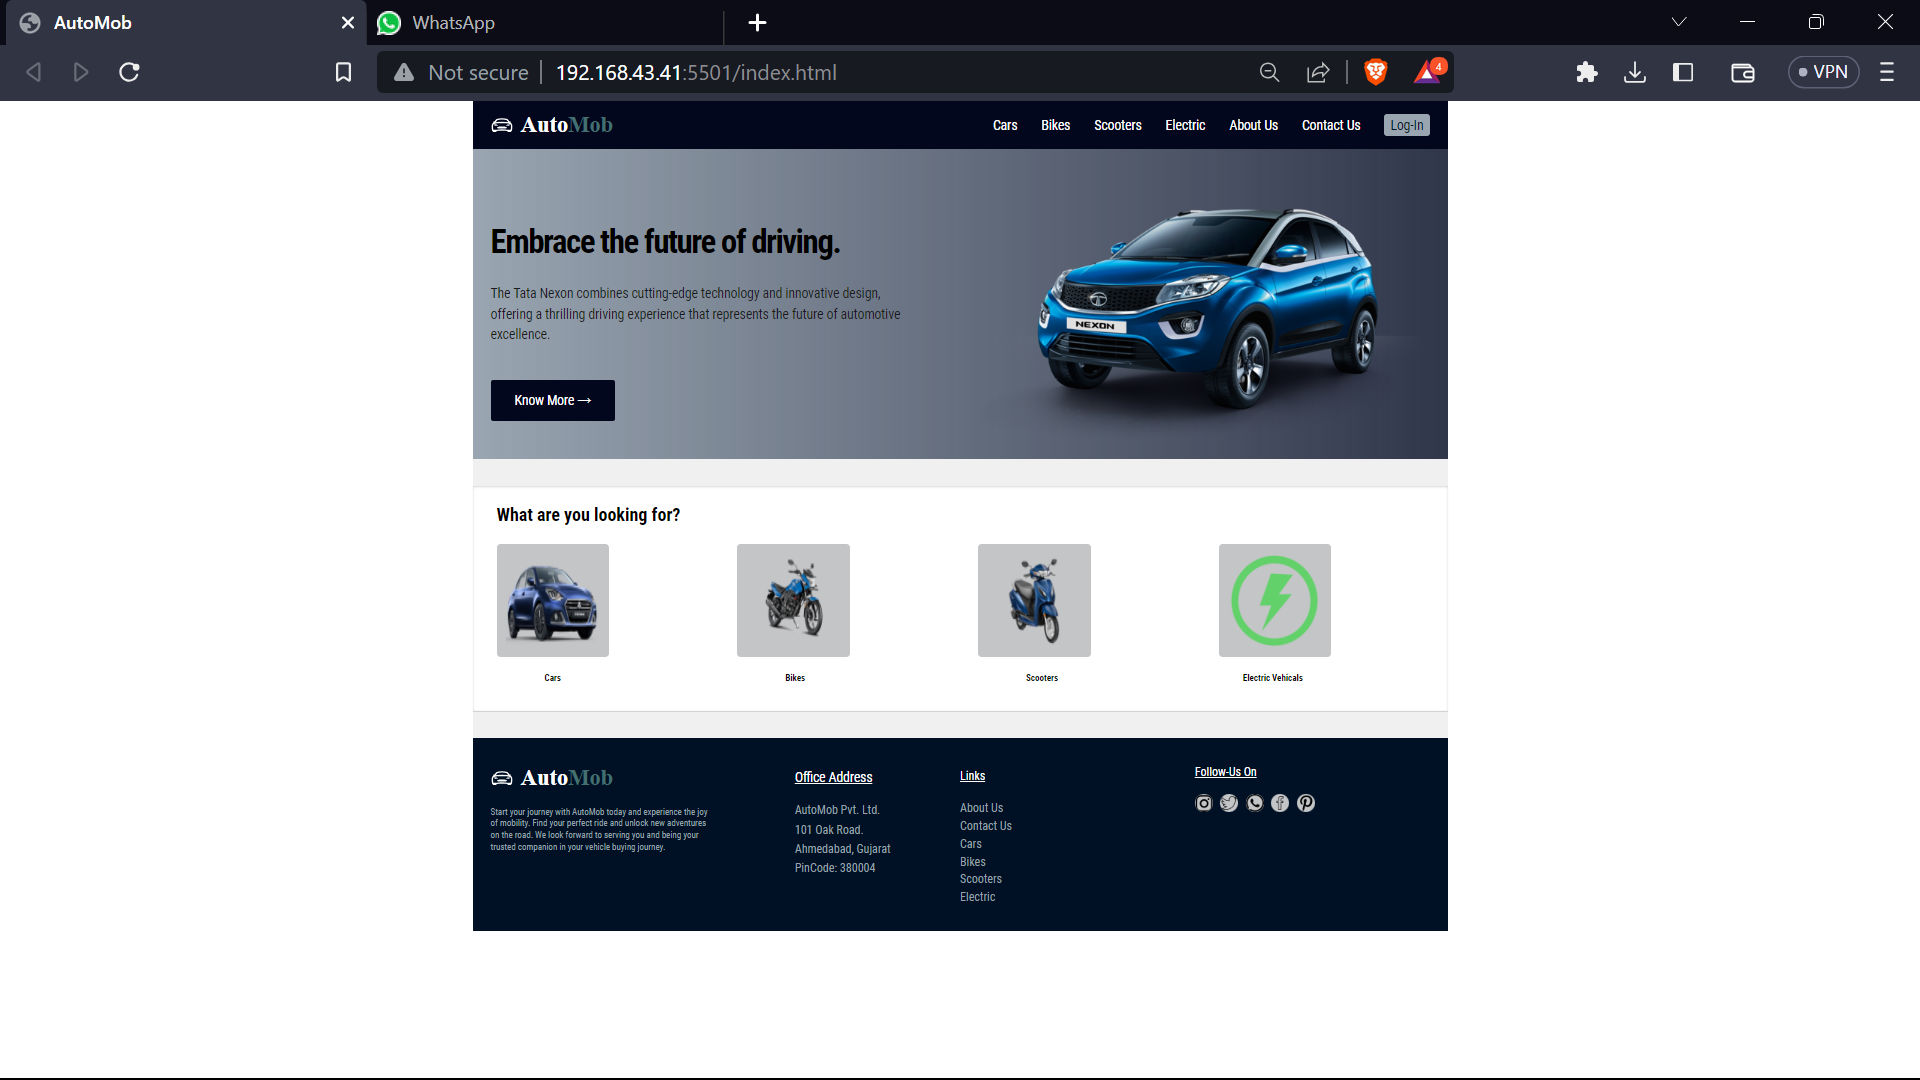 AutoMob
WhatsApp
Not secure
192.168.43.41:5501/index.html
4
VPN
AutoMob
Cars
Bikes
Scooters
Electric
About Us
Contact Us
Log-In
Embrace the future of driving.
The Tata Nexon combines cutting-edge technology and innovative design,
offering a thrilling driving experience that represents the future of automotive
excellence.
NEXON
Know More →
What are you looking for?
Cars
Bikes
Scooters
Electric Vehicals
AutoMob
Start your journey with AutoMob today and experience the joy
of mobility. Find your perfect ride and unlock new adventures
on the road. We look forward to serving you and being your
trusted companion in your vehicle buying journey.
Office Address
AutoMob Pvt. Ltd.
101 Oak Road.
Ahmedabad, Gujarat
PinCode: 380004
Links
About Us
Contact Us
Cars
Bikes
Scooters
Electric
Follow-Us On